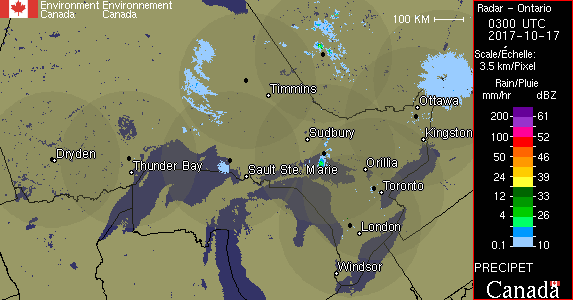 Environment Environnement
Canada Canada
100 KM
Timmins
Ottawa
Sudbury
Kingston
Dryden
Thunder Bay
Sault Ste. Marie
Orillia
Toronto
London
Windsor
Radar - Ontario
0300 UTC
2017-10-17
Scale/Échelle:
3.5 km/Pixel
Rain/Pluie
mm/hr dBZ
200 61
100 52
50 46
24 39
12 33
4 26
0.1 10
PRECIPET
Canada